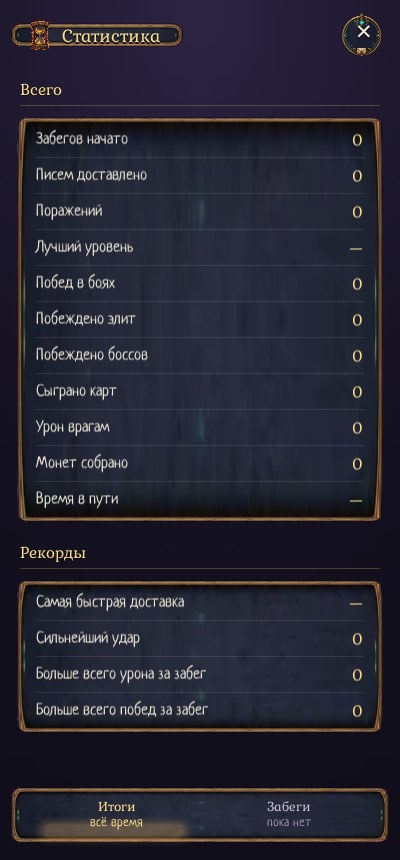 Статистика
Всего
Забегов начато 0
Писем доставлено 0
Поражений 0
Лучший уровень —
Побед в боях 0
Побеждено элит 0
Побеждено боссов 0
Сыграно карт 0
Урон врагам 0
Монет собрано 0
Время в пути —
Рекорды
Самая быстрая доставка —
Сильнейший удар 0
Больше всего урона за забег 0
Больше всего побед за забег 0
Итоги Забеги
всё время пока нет